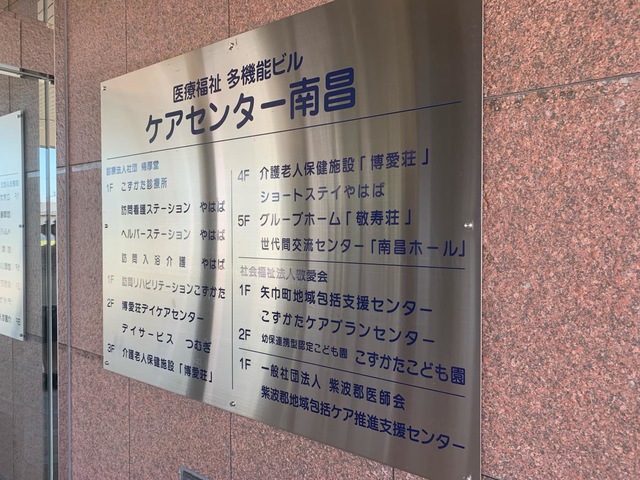 医療福祉 多機能ビル
ケアセンター南昌
医療法人社団 帰厚堂
1F こずかた診療所
訪問看護ステーション やはば
ヘルパーステーション やはば
訪問入浴介護 やはば
1F 訪問リハビリテーションこずかた
2F 博愛荘デイケアセンター
デイサービス つむぎ
3F 介護老人保健施設「博愛荘」
4F 介護老人保健施設「博愛荘」
ショートステイやはば
5F グループホーム「敬寿荘」
世代間交流センター「南昌ホール」
社会福祉法人敬愛会
1F 矢巾町地域包括支援センター
こずかたケアプランセンター
2F 幼保連携型認定こども園 こずかたこども園
1F 一般社団法人 紫波郡医師会
紫波郡地域包括ケア推進支援センター